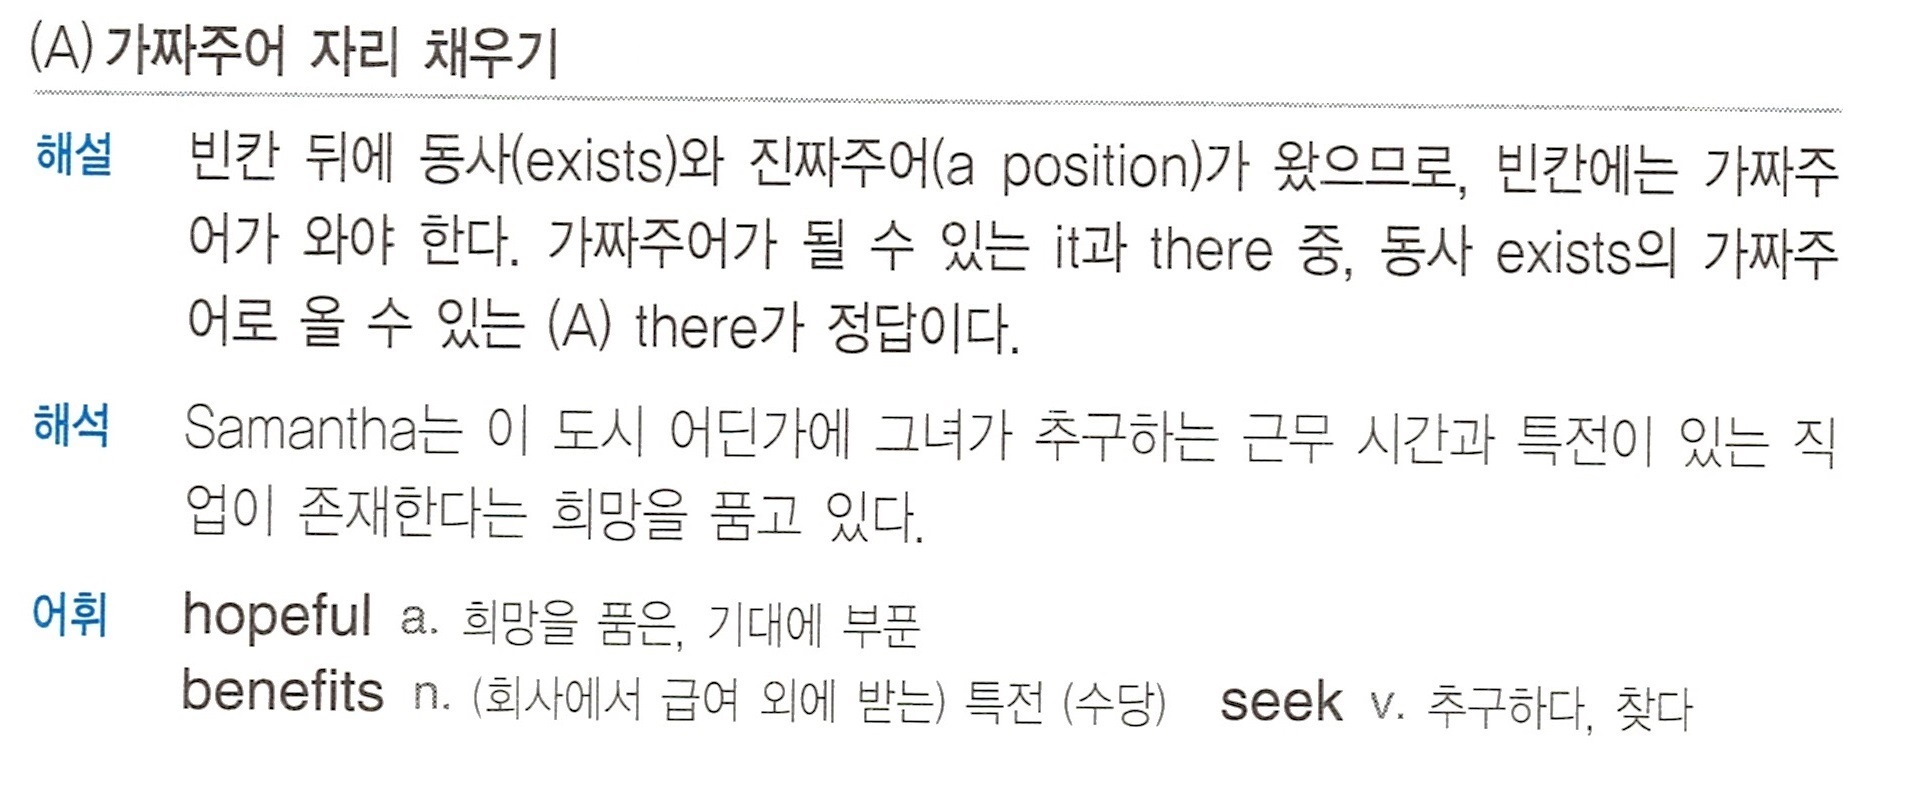 (A) 가짜주어 자리 채우기
해설 빈칸 뒤에 동사(exists)와 진짜주어(a position)가 왔으므로, 빈칸에는 가짜주
어가 와야 한다. 가짜주어가 될 수 있는 it과 there 중, 동사 exists의 가짜주
어로 올 수 있는 (A) there가 정답이다.
해석 Samantha는 이 도시 어딘가에 그녀가 추구하는 근무 시간과 특전이 있는 직
업이 존재한다는 희망을 품고 있다.
어휘 hopeful a. 희망을 품은, 기대에 부푼
benefits n. (회사에서 급여 외에 받는) 특전 (수당) seek v. 추구하다, 찾다